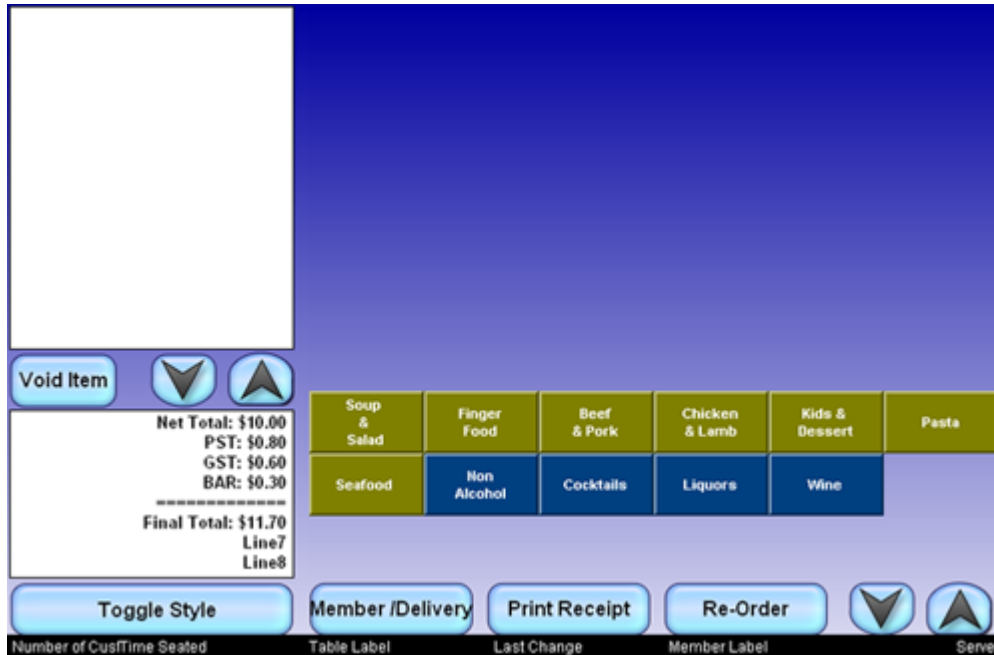 Void Item
Net Total: $10.00
PST: $0.80
GST: $0.60
BAR: $0.30
=============
Final Total: $11.70
Line7
Line8
Soup
&
Salad
Finger
Food
Beef
& Pork
Chicken
& Lamb
Kids &
Dessert
Pasta
Seafood
Non
Alcohol
Cocktails
Liquors
Wine
Toggle Style
Member /Delivery
Print Receipt
Re-Order
Number of Cus
Time Seated
Table Label
Last Change
Member Label
Serve